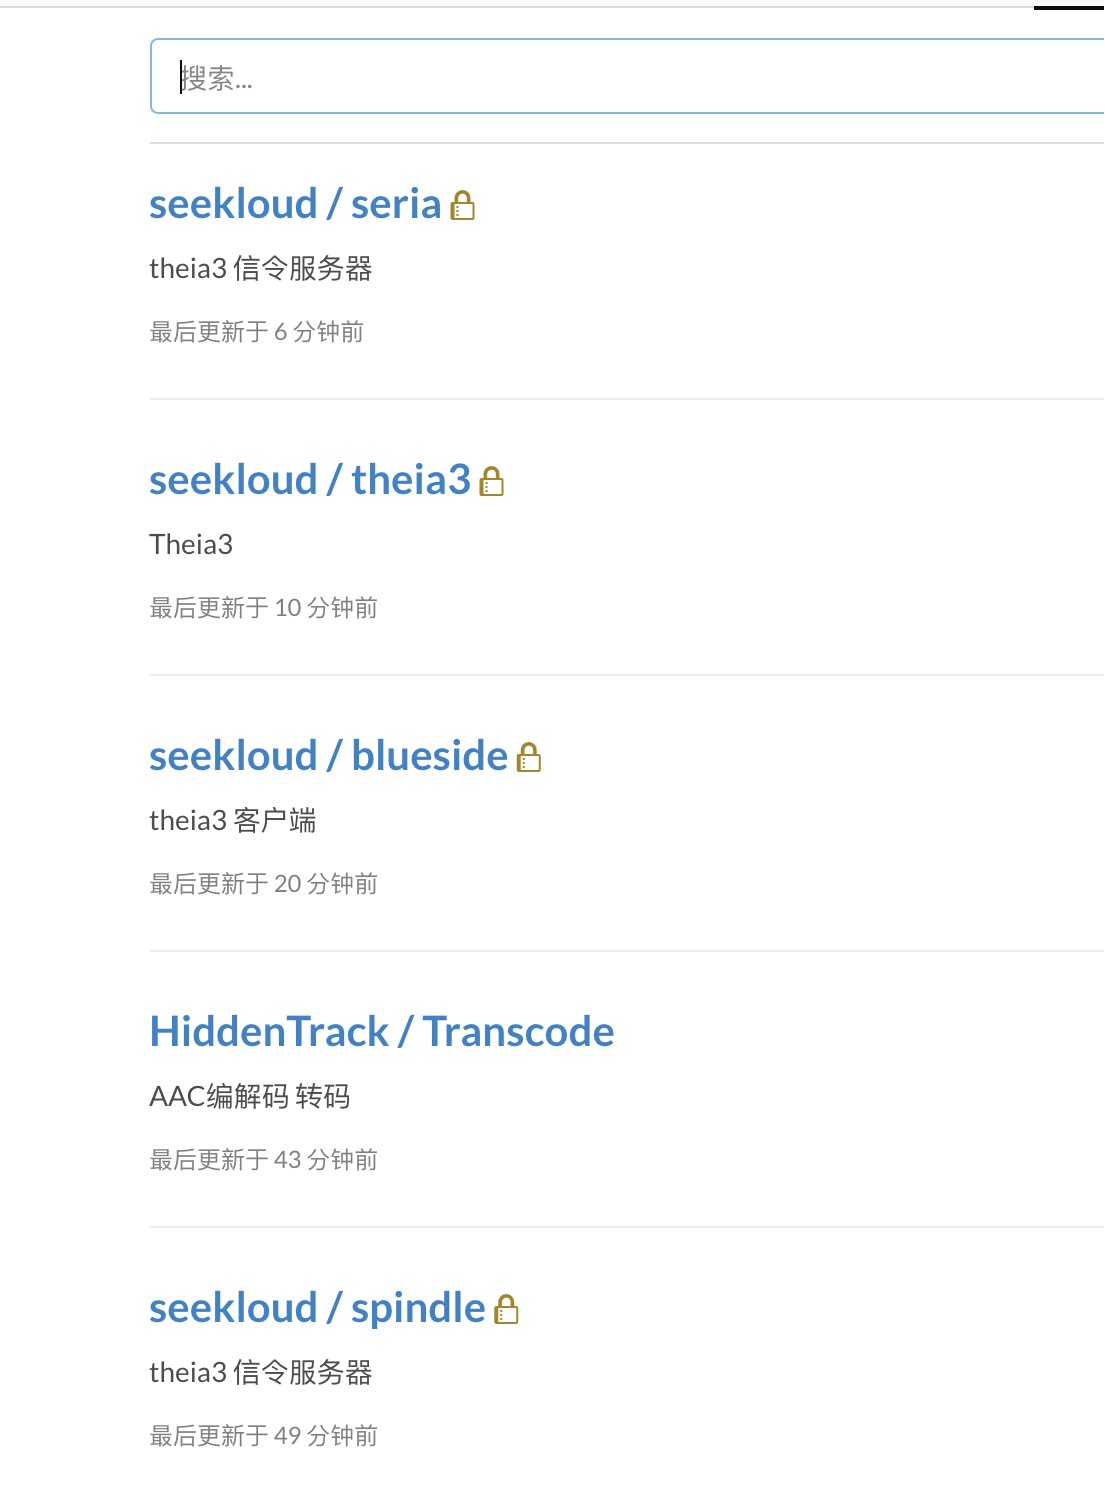 搜索...
seekloud / seria
theia3 信令服务器
最后更新于 6 分钟前
seekloud / theia3
Theia3
最后更新于 10 分钟前
seekloud / blueside
theia3 客户端
最后更新于 20 分钟前
HiddenTrack / Transcode
AAC编解码 转码
最后更新于 43 分钟前
seekloud / spindle
theia3 信令服务器
最后更新于 49 分钟前